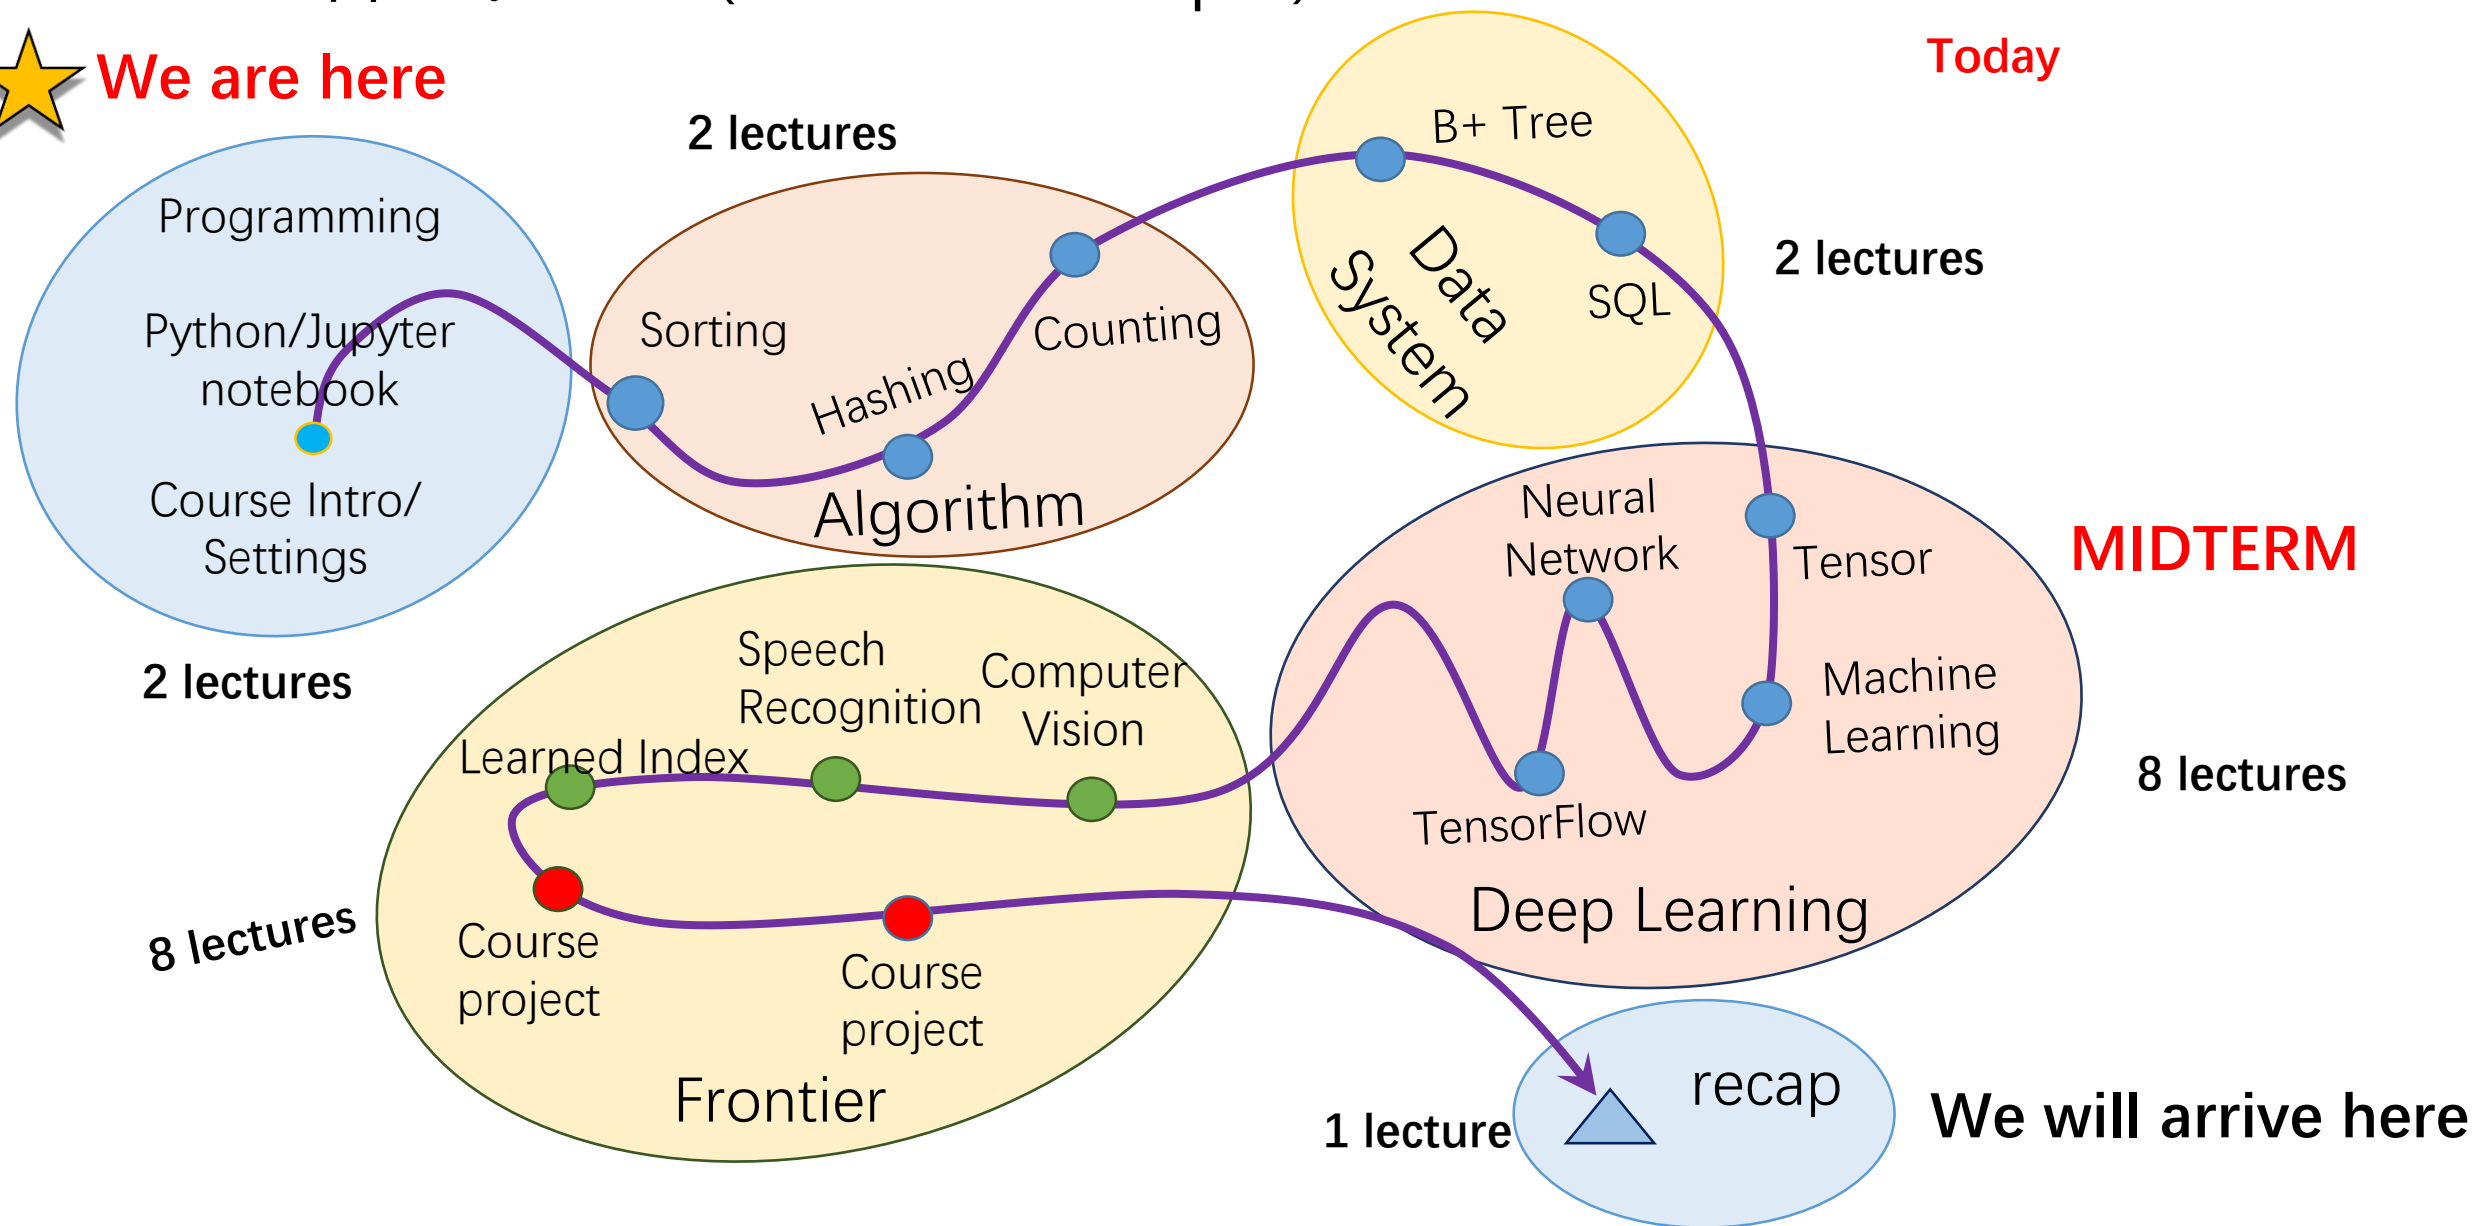 We are here
Today
2 lectures
Programming
Python/Jupyter
notebook
Course Intro/
Settings
2 lectures
Sorting
Hashing
Counting
Algorithm
B+ Tree
Data
System
SQL
2 lectures
Neural
Network
Tensor
MIDTERM
Machine
Learning
TensorFlow
Deep Learning
8 lectures
Speech
Recognition
Computer
Vision
Learned Index
Course
project
Course
project
Frontier
8 lectures
recap
1 lecture
We will arrive here